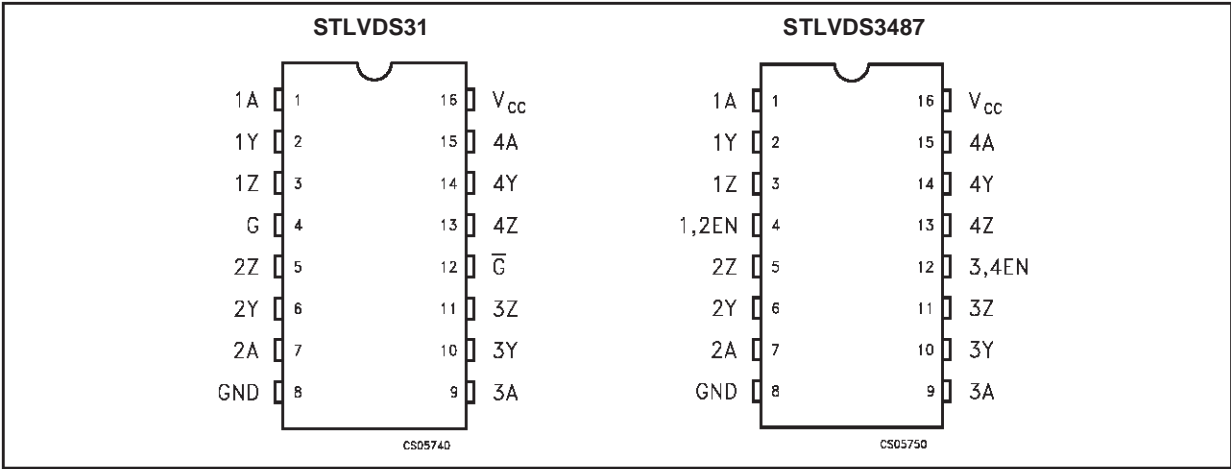 STLVDS31
1A 1 16 VCC
1Y 2 15 4A
1Z 3 14 4Y
G 4 13 4Z
2Z 5 12 G̅
2Y 6 11 3Z
2A 7 10 3Y
GND 8 9 3A
CS05740
STLVDS3487
1A 1 16 VCC
1Y 2 15 4A
1Z 3 14 4Y
1,2EN 4 13 4Z
2Z 5 12 3,4EN
2Y 6 11 3Z
2A 7 10 3Y
GND 8 9 3A
CS05750